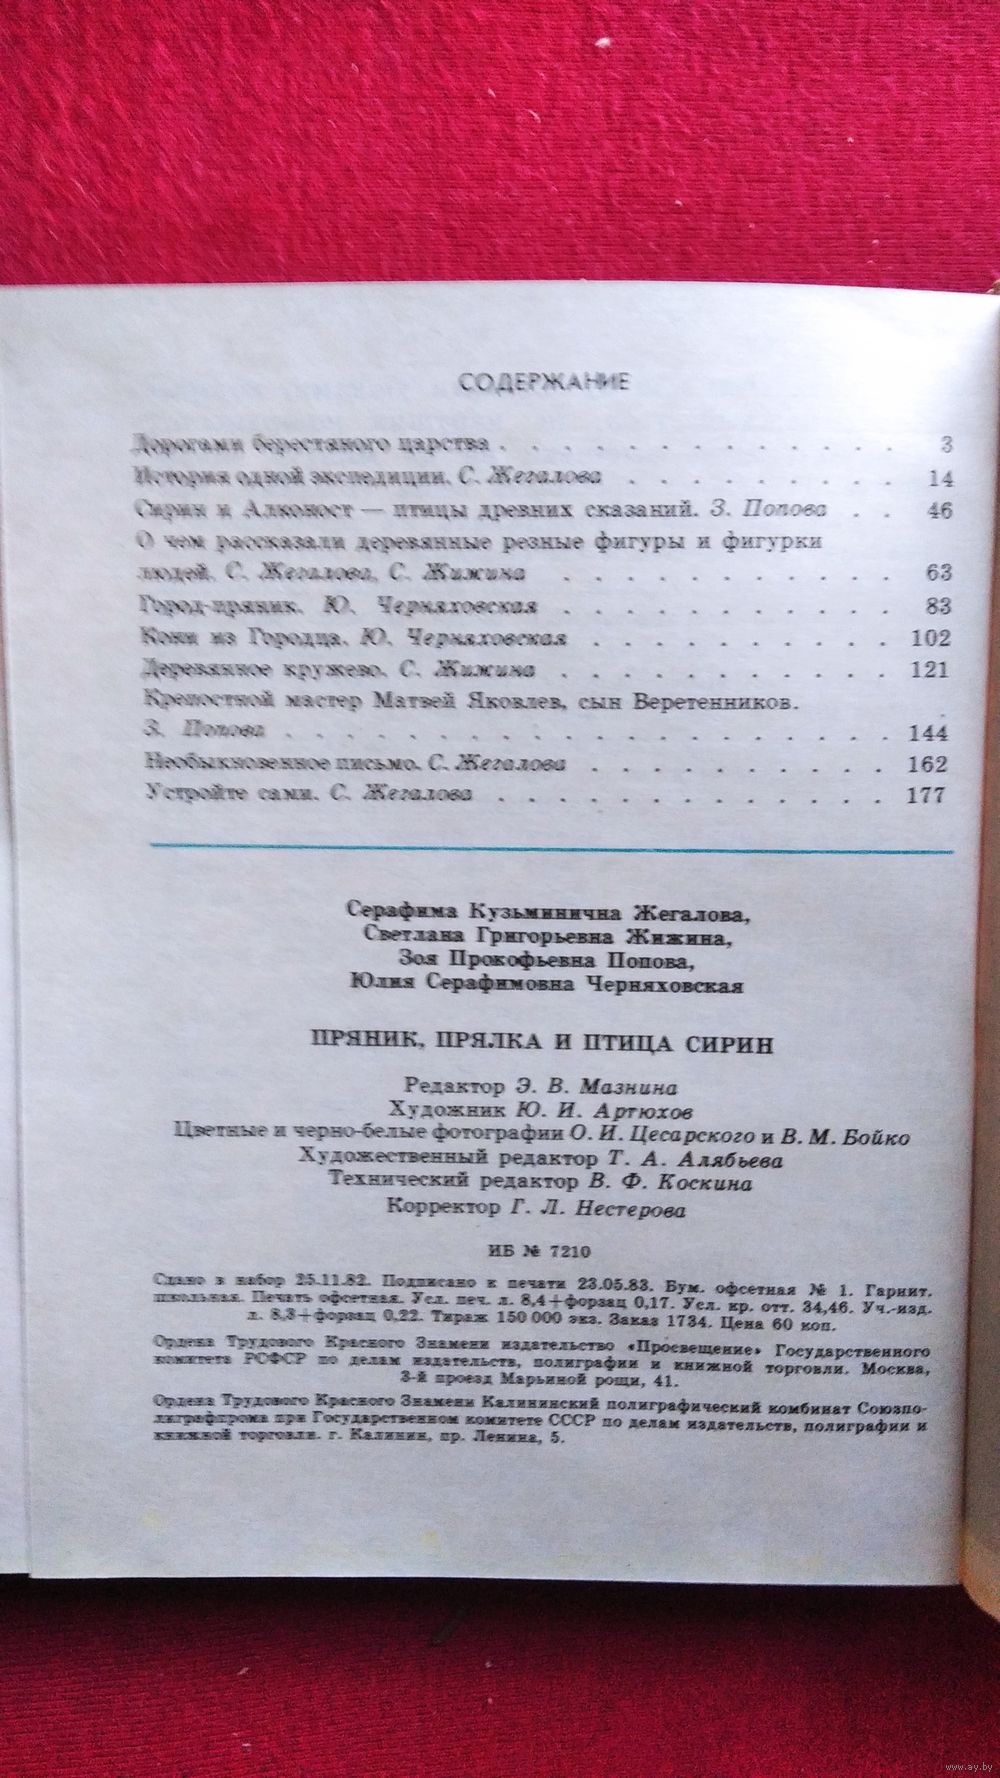 СОДЕРЖАНИЕ
Дорогами берестяного царства . . . . . . . . . . . . . 3
История одной экспедиции. С. Жегалова . . . . . . . . . 14
Сирин и Алконост — птицы древних сказаний. З. Попова . . 46
О чем рассказали деревянные резные фигуры и фигурки
людей. С. Жегалова, С. Жижина . . . . . . . . . . . 63
Город-пряник. Ю. Черняховская . . . . . . . . . . . 83
Кони из Городца. Ю. Черняховская . . . . . . . . . . 102
Деревянное кружево. С. Жижина . . . . . . . . . . . 121
Крепостной мастер Матвей Яковлев, сын Веретенников.
З. Попова . . . . . . . . . . . . . . . . . . . . 144
Необыкновенное письмо. С. Жегалова . . . . . . . . . . 162
Устройте сами. С. Жегалова . . . . . . . . . . . . . 177
Серафима Кузьминична Жегалова,
Светлана Григорьевна Жижина,
Зоя Прокофьевна Попова,
Юлия Серафимовна Черняховская
ПРЯНИК, ПРЯЛКА И ПТИЦА СИРИН
Редактор Э. В. Мазнина
Художник Ю. И. Артюхов
Цветные и черно-белые фотографии О. И. Цесарского и В. М. Бойко
Художественный редактор Т. А. Алябьева
Технический редактор В. Ф. Коскина
Корректор Г. Л. Нестерова
ИБ № 7210
Сдано в набор 25.11.82. Подписано к печати 23.05.83. Бум. офсетная № 1. Гарнит.
школьная. Печать офсетная. Усл. печ. л. 8,4+форзац 0,17. Усл. кр. отт. 34,46. Уч.-изд.
л. 8,3+форзац 0,22. Тираж 150 000 экз. Заказ 1734. Цена 60 коп.
Ордена Трудового Красного Знамени издательство «Просвещение» Государственного
комитета РСФСР по делам издательств, полиграфии и книжной торговли. Москва,
3-й проезд Марьиной рощи, 41.
Ордена Трудового Красного Знамени Калининский полиграфический комбинат Союзпо-
лиграфпрома при Государственном комитете СССР по делам издательств, полиграфии и
книжной торговли. г. Калинин, пр. Ленина, 5.
www.ay.by